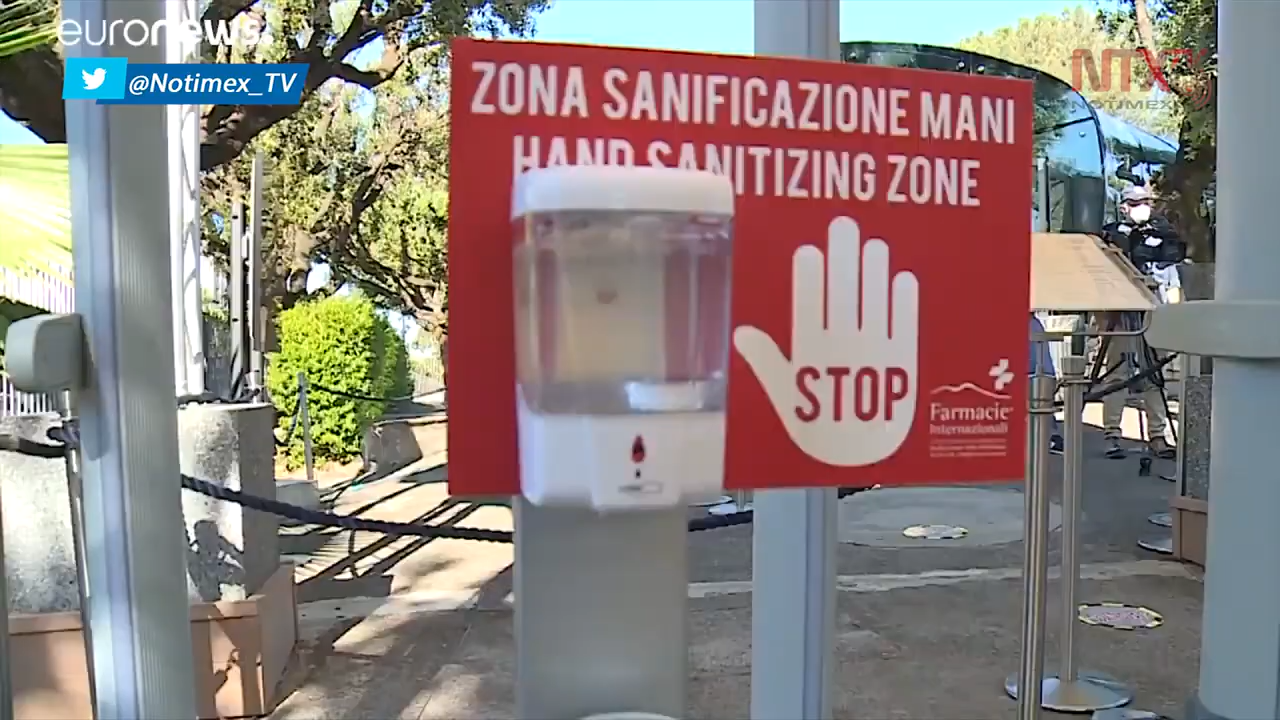 euronews.
@Notimex_TV
NTX
NOTIMEX
ZONA SANIFICAZIONE MANI
HAND SANITIZING ZONE
STOP
Farmacie
Internazionali